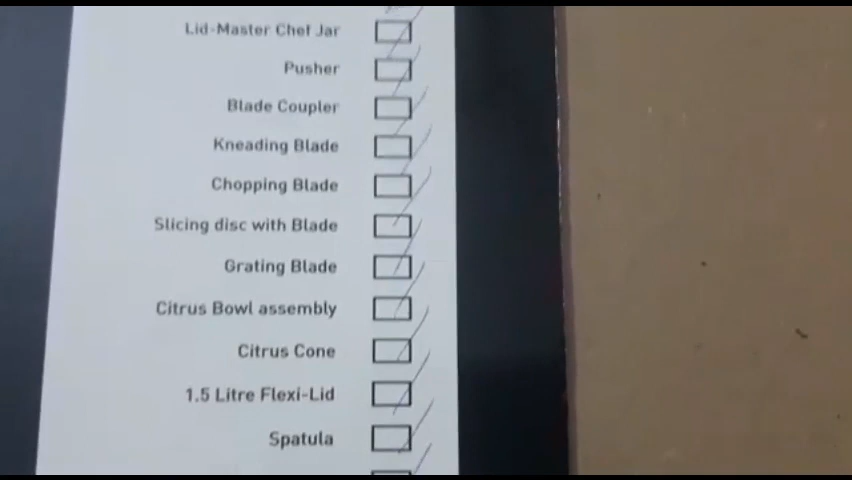 Lid-Master Chef Jar
Pusher
Blade Coupler
Kneading Blade
Chopping Blade
Slicing disc with Blade
Grating Blade
Citrus Bowl assembly
Citrus Cone
1.5 Litre Flexi-Lid
Spatula